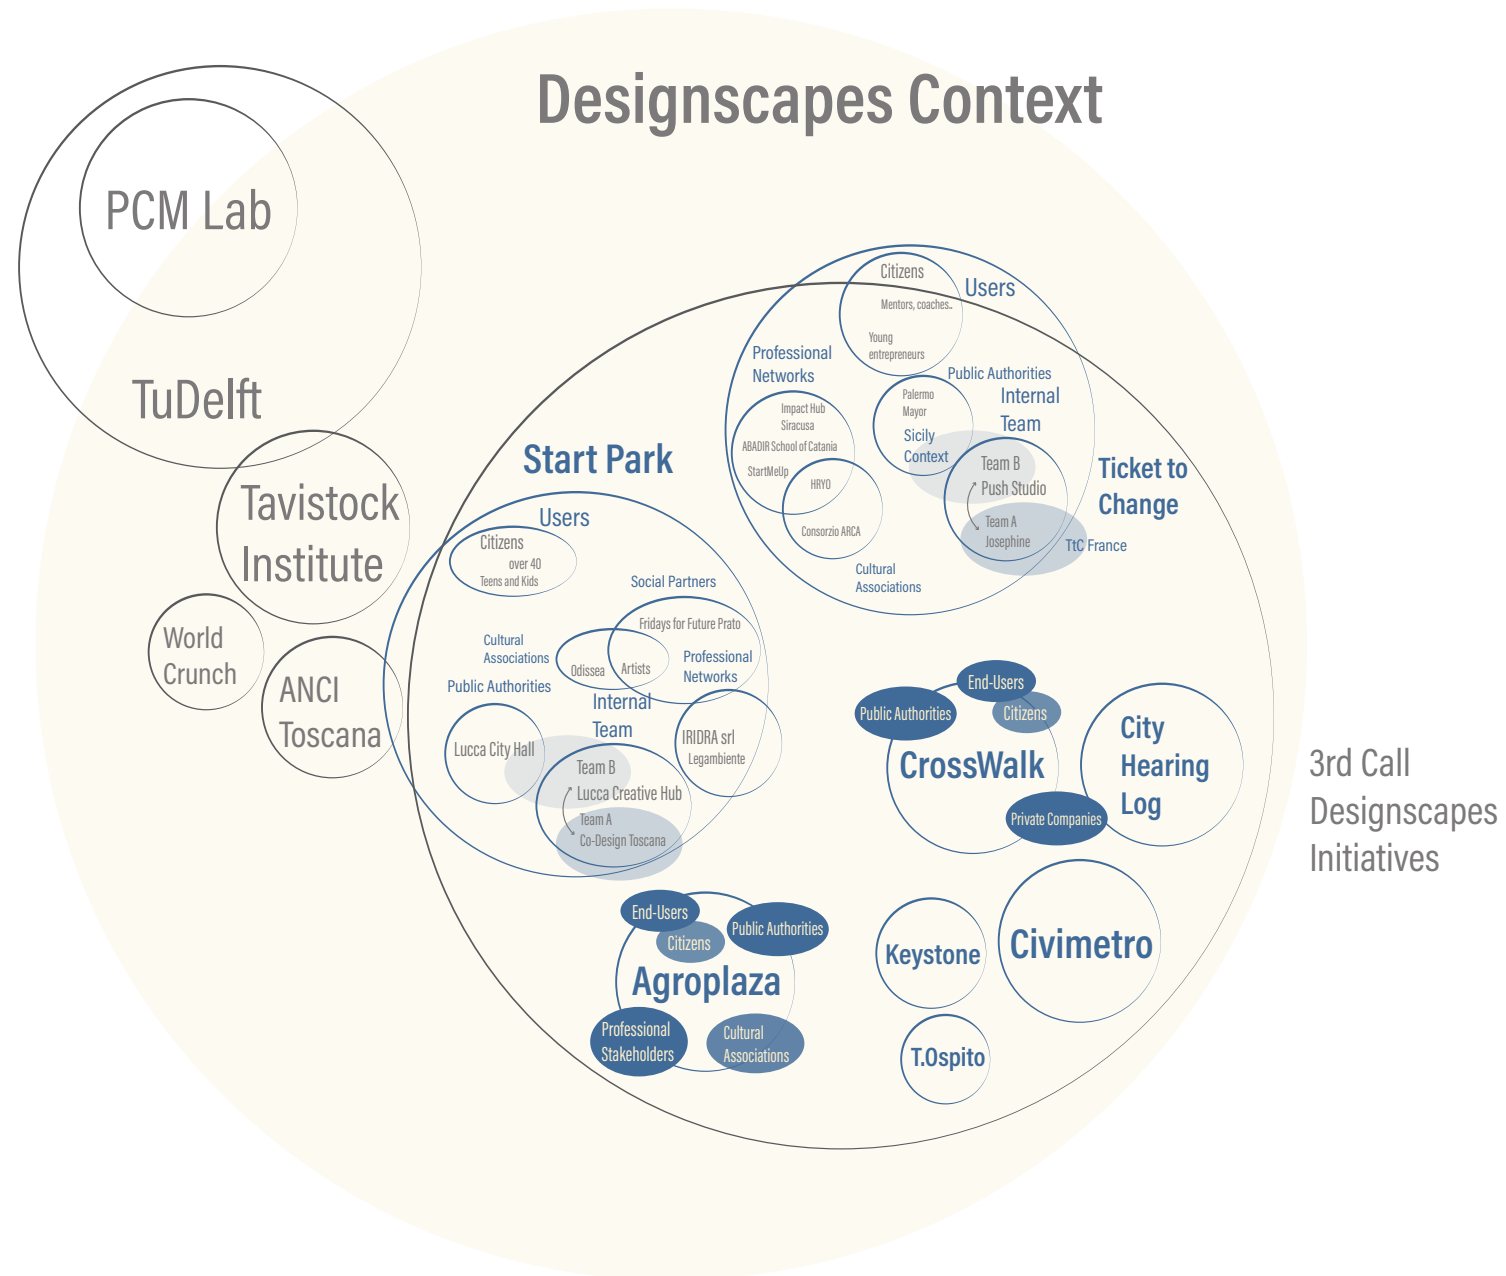 Designscapes Context
PCM Lab
TuDelft
Tavistock
Institute
World
Crunch
ANCI
Toscana
Start Park
Users
Citizens
over 40
Teens and Kids
Social Partners
Fridays for Future Prato
Cultural
Associations
Odissea
Artists
Professional
Networks
Public Authorities
Internal
Team
Lucca City Hall
IRIDRA srl
Legambiente
Team B
Lucca Creative Hub
Team A
Co-Design Toscana
Citizens
Users
Mentors, coaches..
Young
entrepreneurs
Professional
Networks
Public Authorities
Internal
Team
Palermo
Mayor
Sicily
Context
Impact Hub
Siracusa
ABADIR School of Catania
StartMeUp
HRYO
Consorzio ARCA
Team B
Push Studio
Team A
Josephine
Ticket to
Change
TtC France
Cultural
Associations
End-Users
Public Authorities
Citizens
CrossWalk
Private Companies
City
Hearing
Log
3rd Call
Designscapes
Initiatives
End-Users
Public Authorities
Citizens
Agroplaza
Professional
Stakeholders
Cultural
Associations
Keystone
Civimetro
T.Ospito